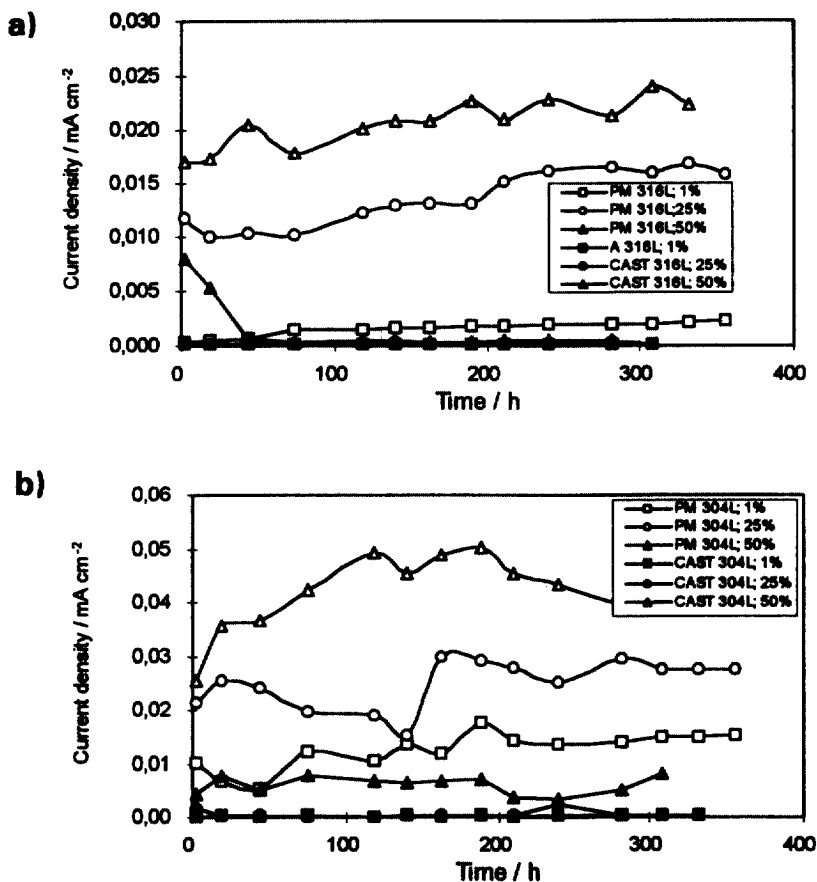 a)
0,030
0,025
0,020
0,015
0,010
0,005
0,000
Current density / mA cm-2
0
100
200
300
400
Time / h
PM 316L; 1%
PM 316L;25%
PM 316L;50%
A 316L; 1%
CAST 316L; 25%
CAST 316L; 50%
b)
0,06
0,05
0,04
0,03
0,02
0,01
0,00
Current density / mA cm-2
0
100
200
300
400
Time / h
PM 304L; 1%
PM 304L; 25%
PM 304L; 50%
CAST 304L; 1%
CAST 304L; 25%
CAST 304L; 50%